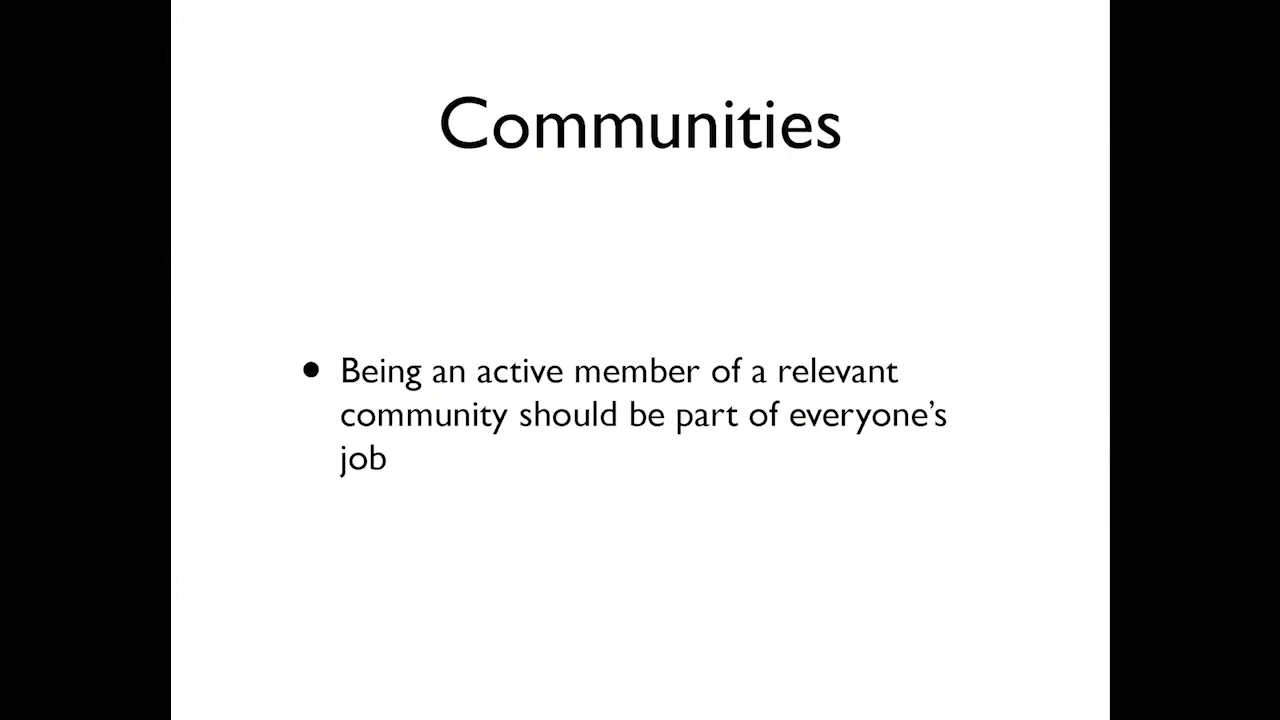 Communities
• Being an active member of a relevant
community should be part of everyone’s
job